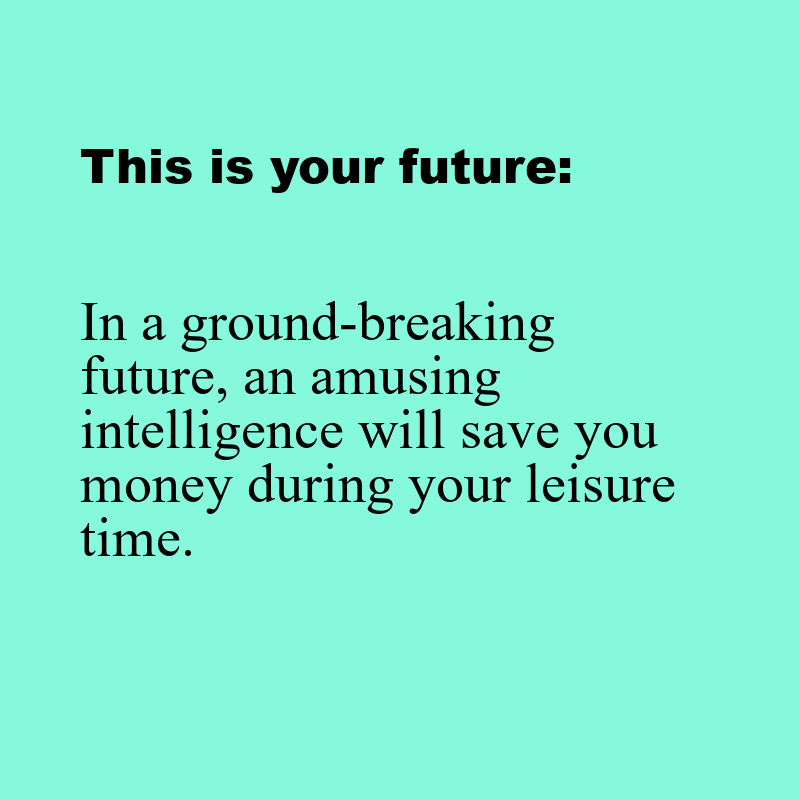 This is your future:
In a ground-breaking
future, an amusing
intelligence will save you
money during your leisure
time.